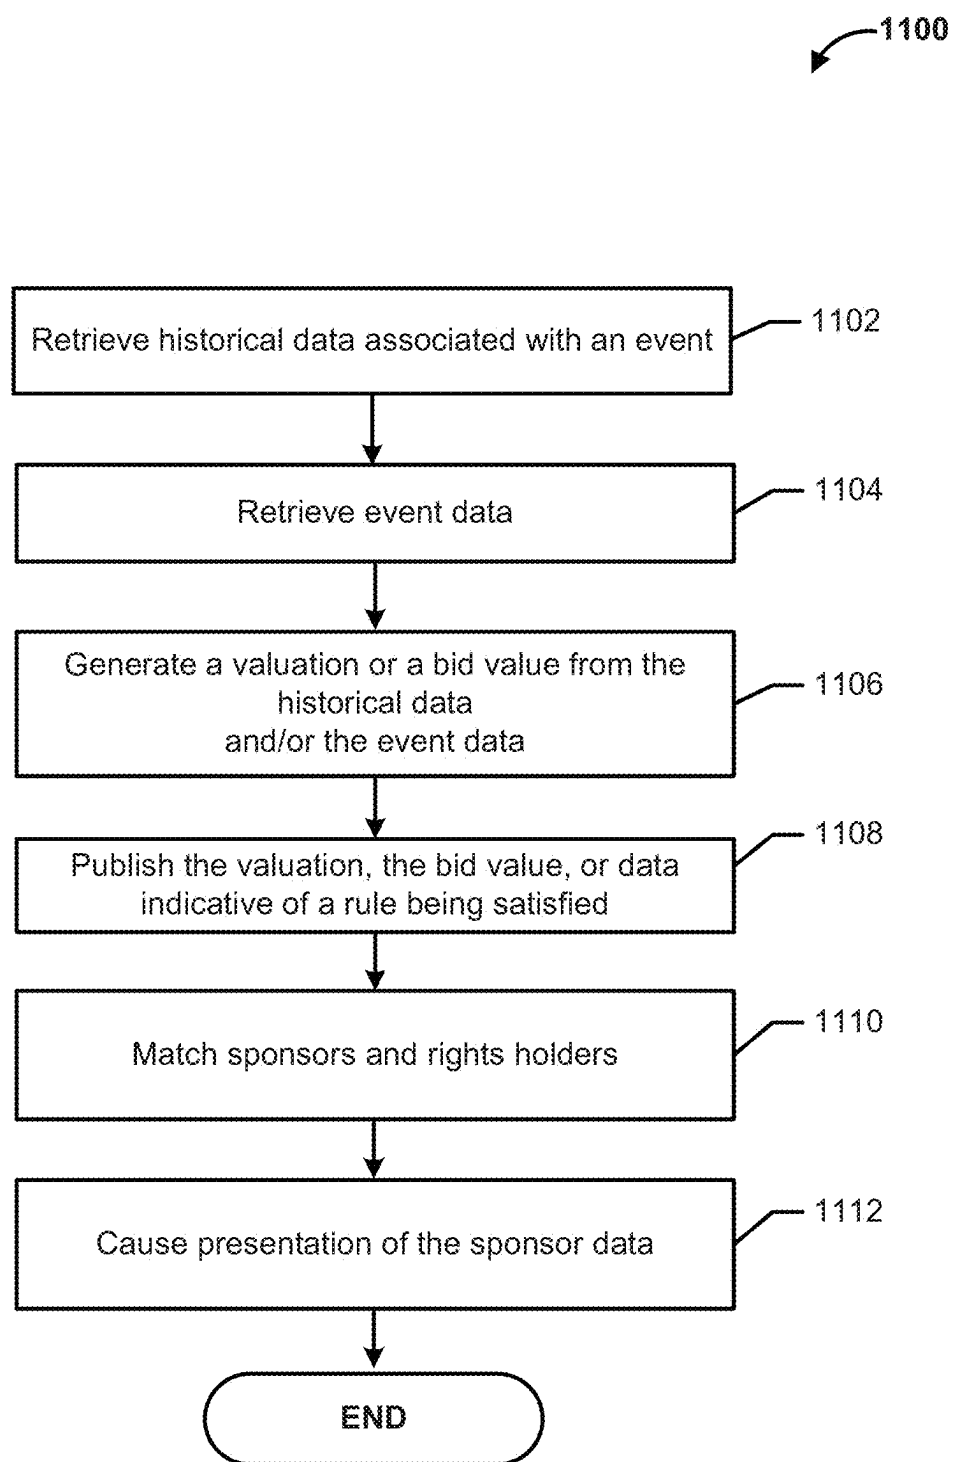 1100
Retrieve historical data associated with an event
1102
Retrieve event data
1104
Generate a valuation or a bid value from the
historical data
and/or the event data
1106
Publish the valuation, the bid value, or data
indicative of a rule being satisfied
1108
Match sponsors and rights holders
1110
Cause presentation of the sponsor data
1112
END